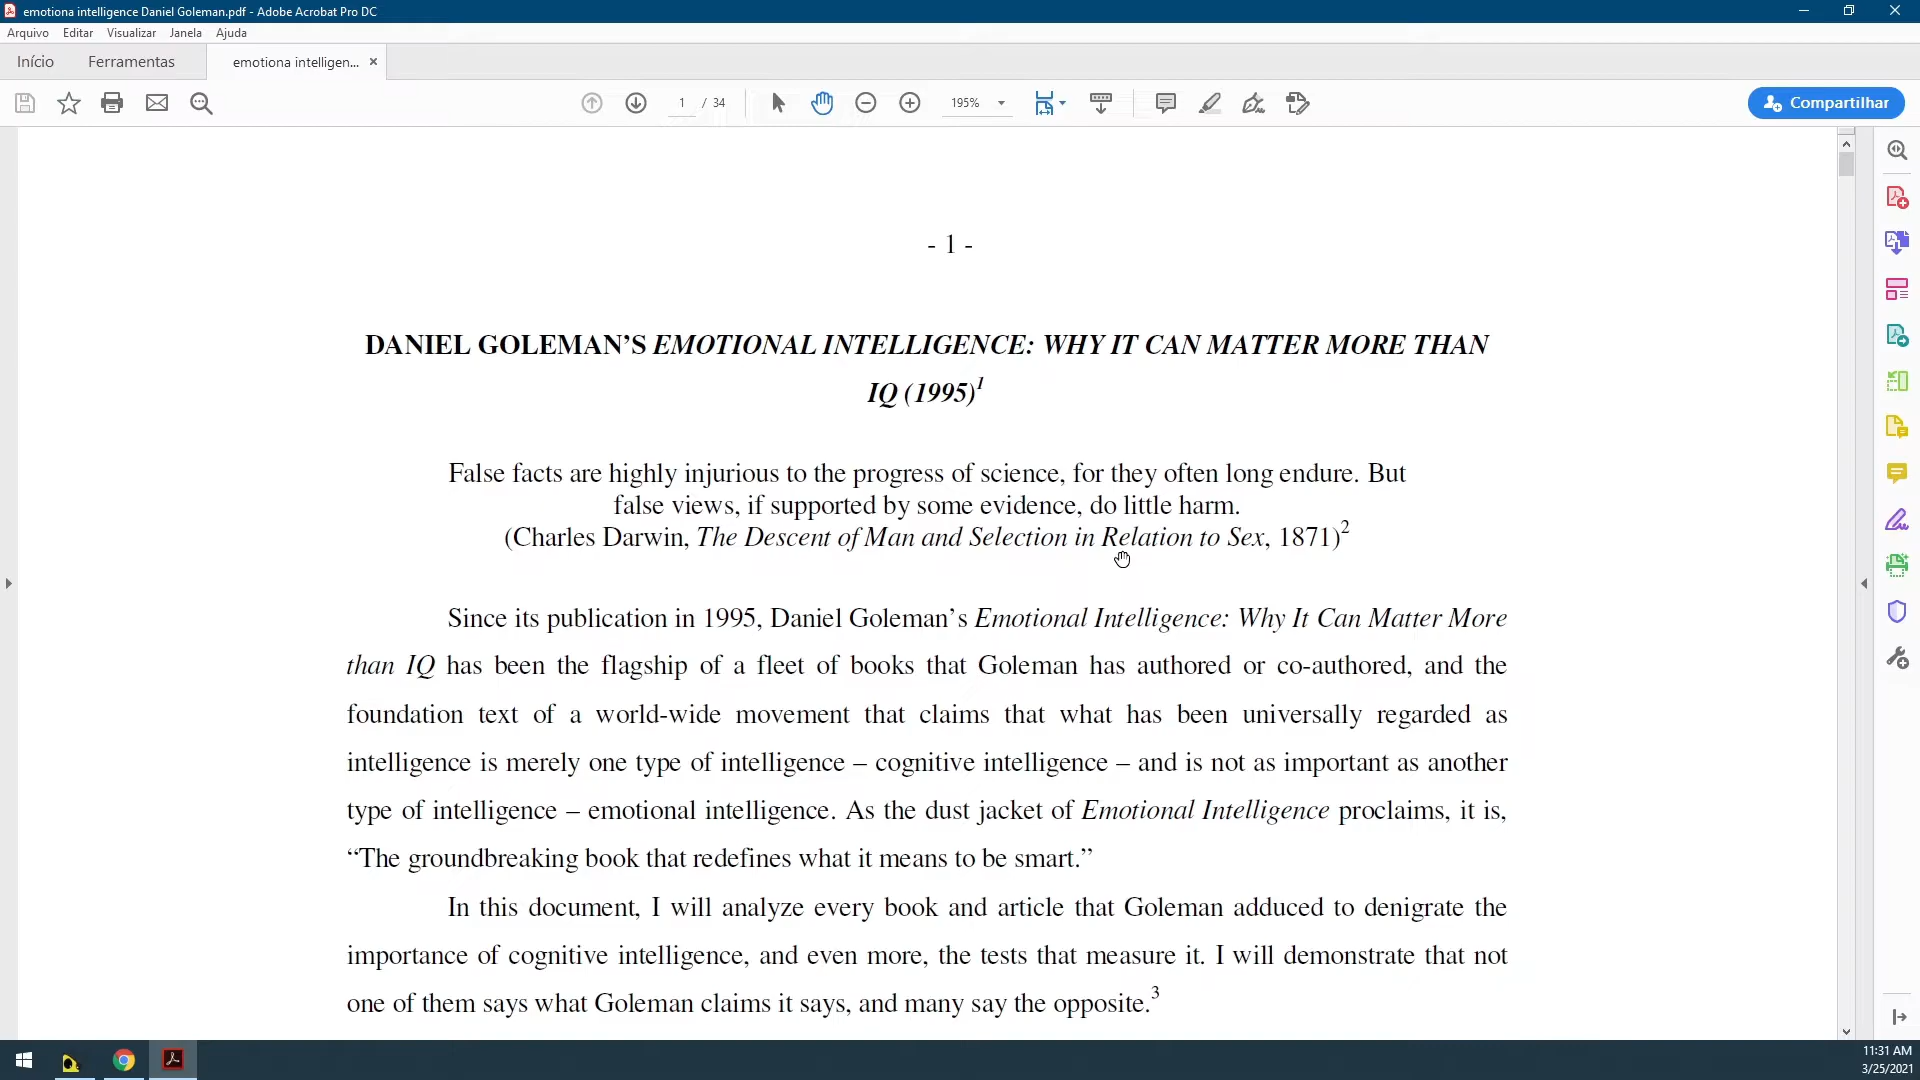 emotiona intelligence Daniel Goleman.pdf - Adobe Acrobat Pro DC
Arquivo Editar Visualizar Janela Ajuda
Início Ferramentas emotiona intelligen... ×
1 / 34 195% Compartilhar
- 1 -
DANIEL GOLEMAN’S EMOTIONAL INTELLIGENCE: WHY IT CAN MATTER MORE THAN
IQ (1995)1
False facts are highly injurious to the progress of science, for they often long endure. But
false views, if supported by some evidence, do little harm.
(Charles Darwin, The Descent of Man and Selection in Relation to Sex, 1871)2
Since its publication in 1995, Daniel Goleman’s Emotional Intelligence: Why It Can Matter More
than IQ has been the flagship of a fleet of books that Goleman has authored or co-authored, and the
foundation text of a world-wide movement that claims that what has been universally regarded as
intelligence is merely one type of intelligence – cognitive intelligence – and is not as important as another
type of intelligence – emotional intelligence. As the dust jacket of Emotional Intelligence proclaims, it is,
“The groundbreaking book that redefines what it means to be smart.”
In this document, I will analyze every book and article that Goleman adduced to denigrate the
importance of cognitive intelligence, and even more, the tests that measure it. I will demonstrate that not
one of them says what Goleman claims it says, and many say the opposite.3
11:31 AM
3/25/2021